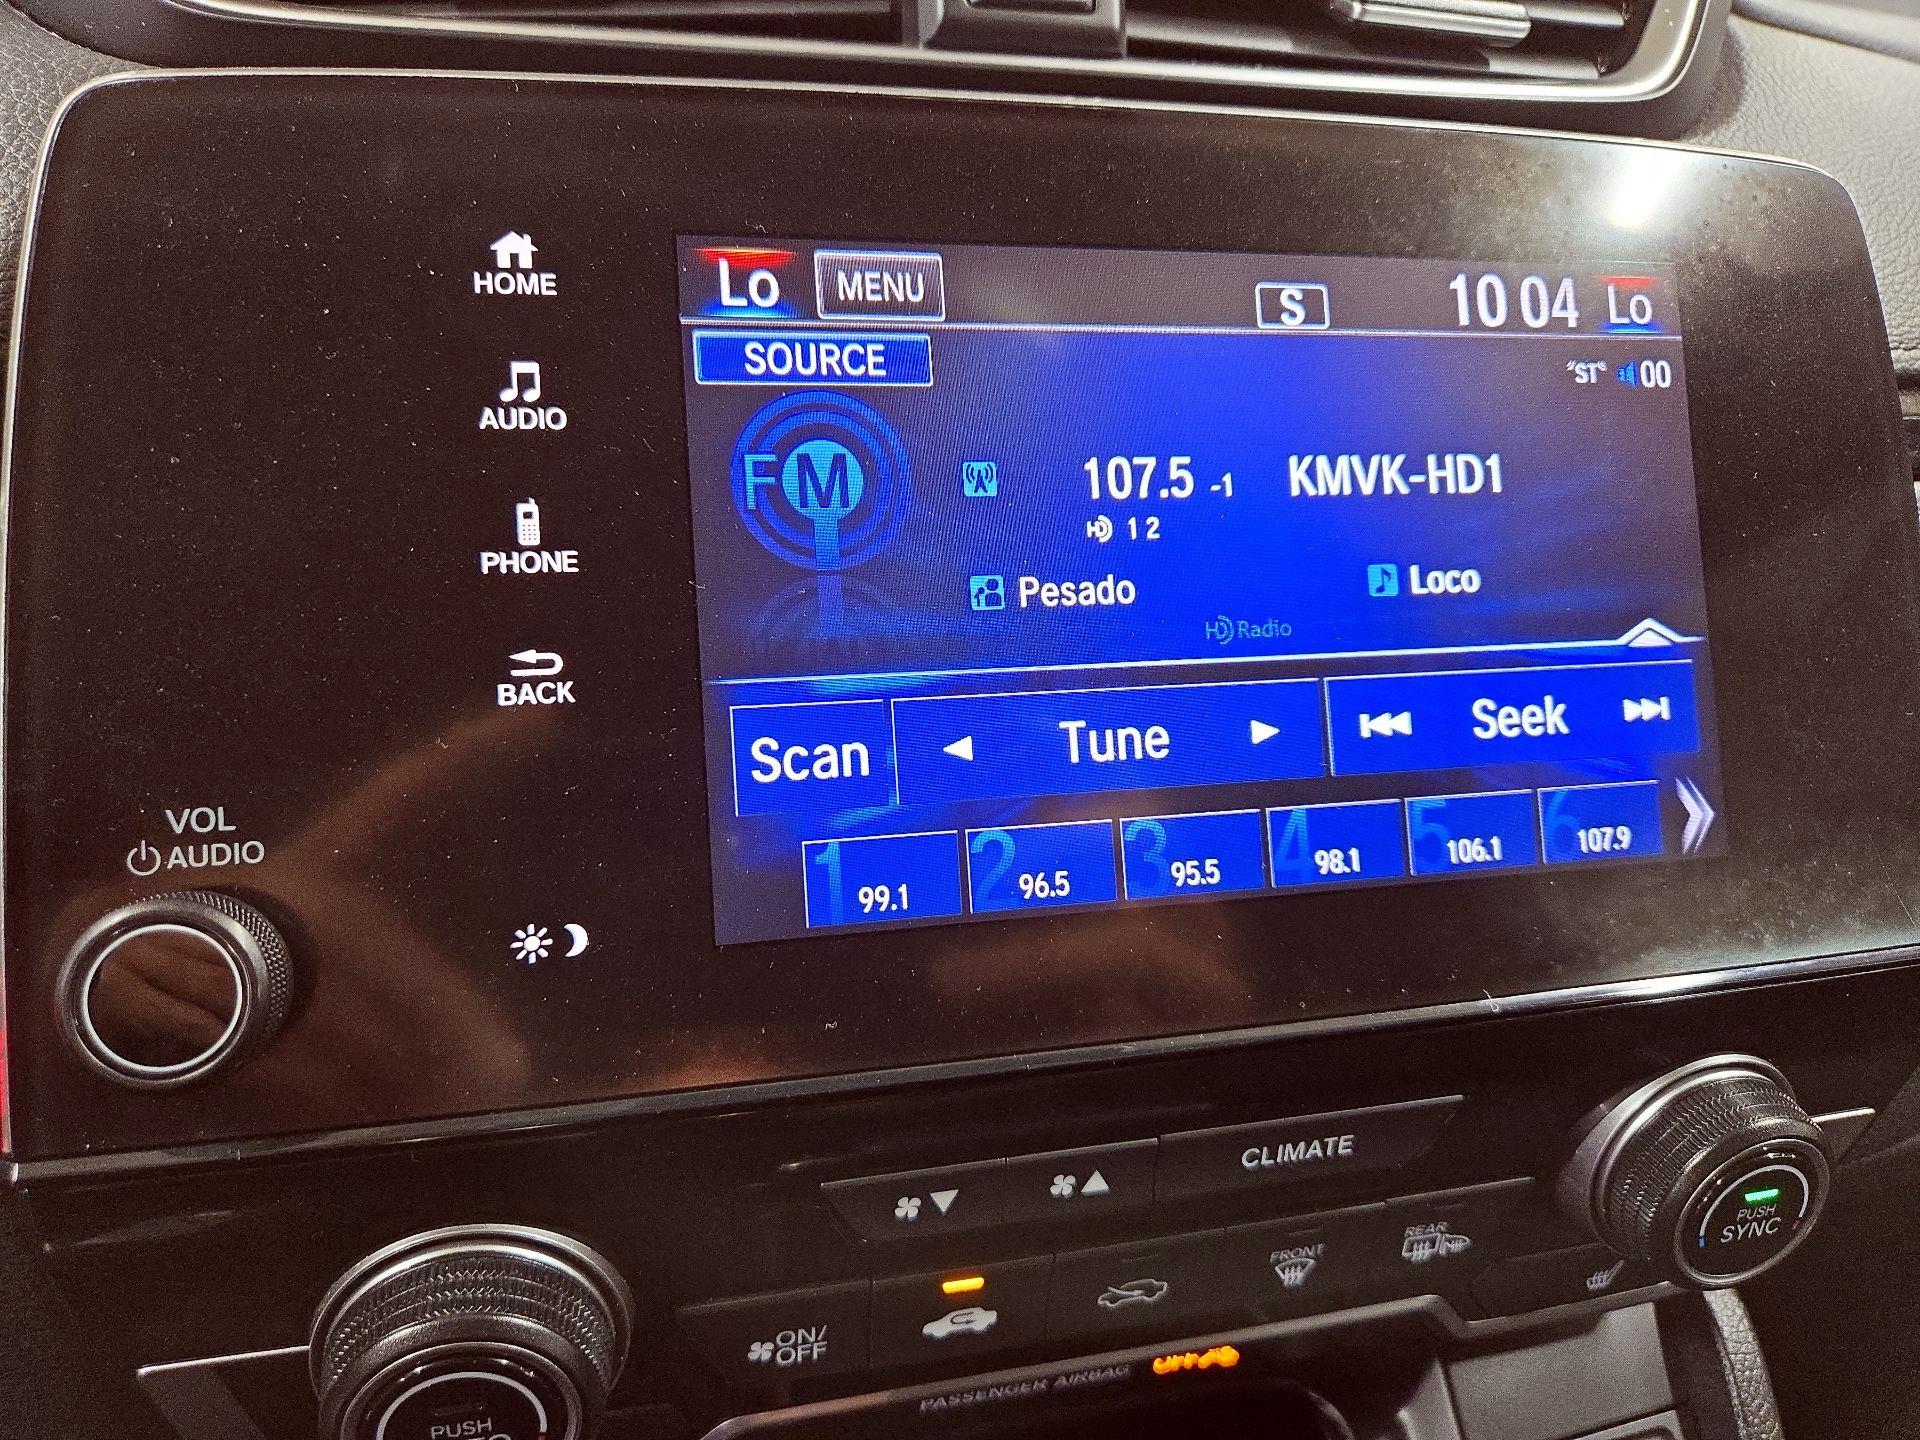 HOME
AUDIO
PHONE
BACK
VOL
AUDIO
Lo MENU S 10 04 Lo
SOURCE "ST" 00
FM 107.5 -1 KMVK-HD1
HD 1 2
Pesado Loco
HD Radio
Scan Tune Seek
1 99.1 2 96.5 3 95.5 4 98.1 5 106.1 6 107.9
CLIMATE
PUSH
SYNC
FRONT
REAR
ON/
OFF
PASSENGER AIRBAG OFF
PUSH